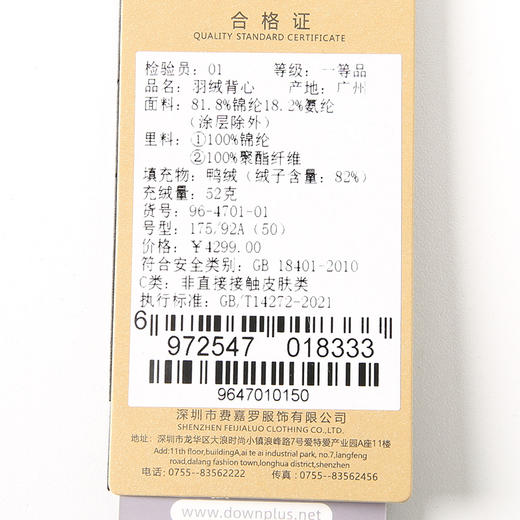 合格证
QUALITY STANDARD CERTIFICATE
检验员: 01 等级: 一等品
品名: 羽绒背心 产地: 广州
面料: 81.8%锦纶18.2%氨纶
(涂层除外)
里料: ①100%锦纶
②100%聚酯纤维
填充物: 鸭绒(绒子含量: 82%)
充绒量: 52克
货号: 96-4701-01
号型: 175/92A(50)
价格: ¥4299.00
符合安全类别: GB 18401-2010
C类: 非直接接触皮肤类
执行标准: GB/T14272-2021
6 972547 018333
9647010150
深圳市费嘉罗服饰有限公司
SHENZHEN FEIJIALUO CLOTHING CO.,LTD.
地址: 深圳市龙华区大浪时尚小镇浪峰路7号爱特爱产业园A座11楼
Add:11th floor,buildingA,ai te ai industrial park, no.7,langfeng
road,dalang fashion town,longhua district,shenzhen
电话: 0755--83562222 传真: 0755--83562456
www.downplus.net